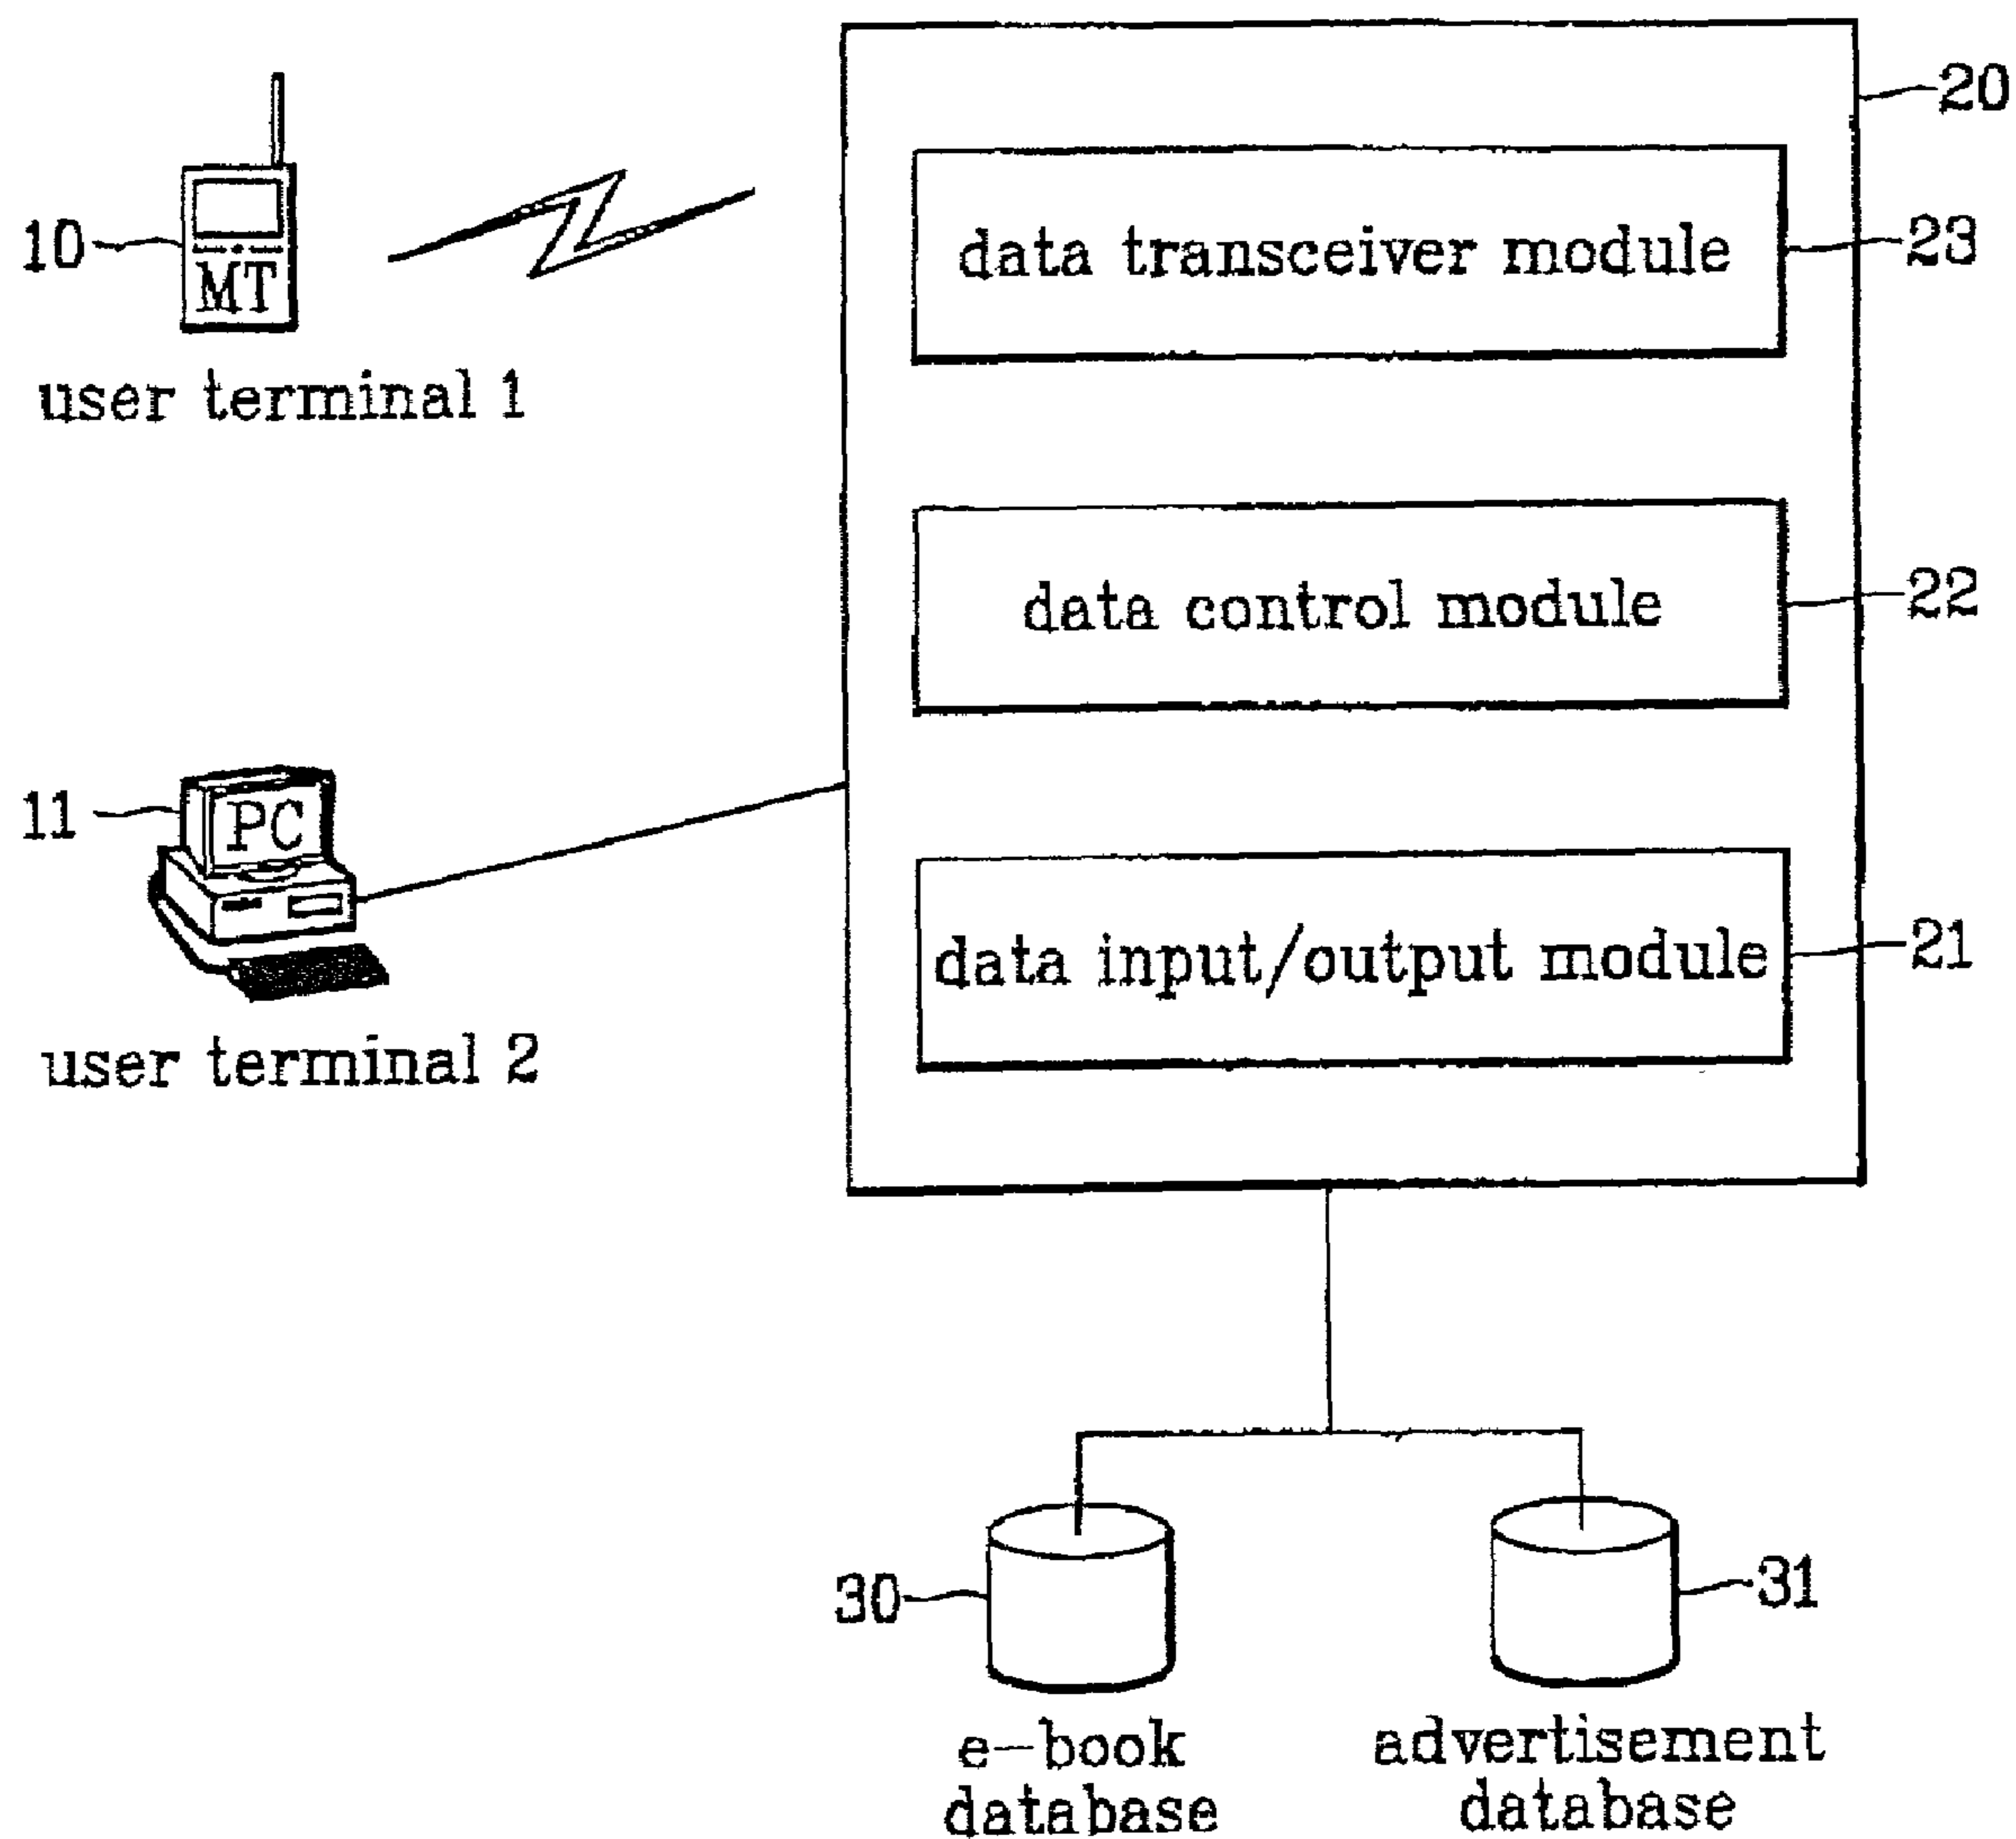 20
data transceiver module
23
10
MT
user terminal 1
data control module
22
11
PC
user terminal 2
data input/output module
21
30
31
e-book
database
advertisement
database